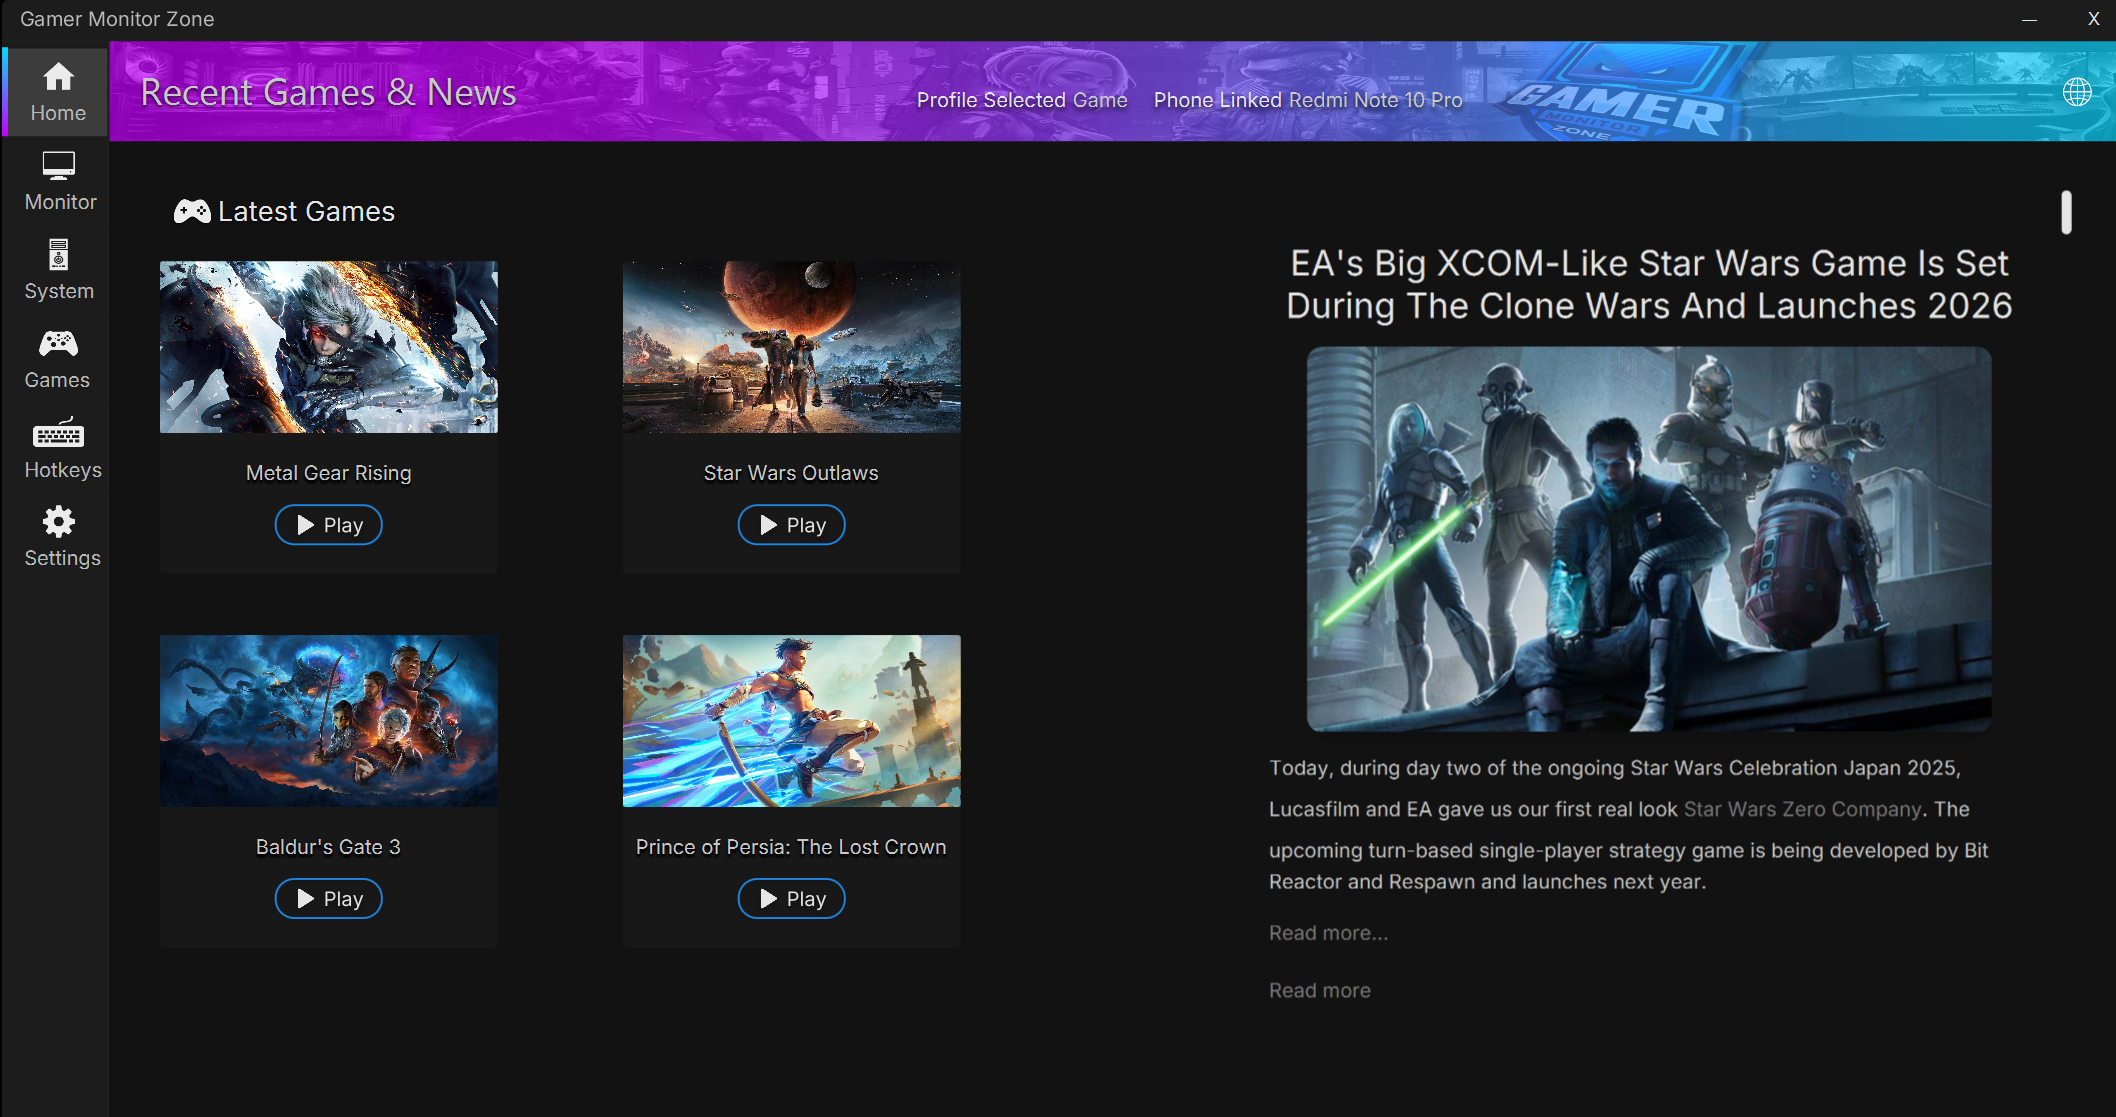 Gamer Monitor Zone
X
Home
Monitor
System
Games
Hotkeys
Settings
Recent Games & News
Profile Selected Game
Phone Linked Redmi Note 10 Pro
GAMER
MONITOR
ZONE
Latest Games
Metal Gear Rising
Play
Star Wars Outlaws
Play
Baldur's Gate 3
Play
Prince of Persia: The Lost Crown
Play
EA's Big XCOM-Like Star Wars Game Is Set
During The Clone Wars And Launches 2026
Today, during day two of the ongoing Star Wars Celebration Japan 2025,
Lucasfilm and EA gave us our first real look Star Wars Zero Company. The
upcoming turn-based single-player strategy game is being developed by Bit
Reactor and Respawn and launches next year.
Read more...
Read more